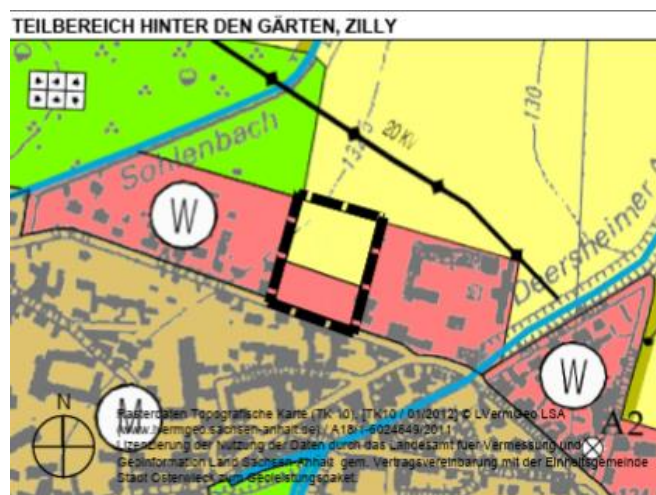 TEILBEREICH HINTER DEN GÄRTEN, ZILLY
20 Kv
130
Sohlenbach
W
Deersheimer A
W
N
M
A2
Rasterdaten Topografische Karte (TK 10), [TK10 / 01/2012] © LVermGeo LSA
(www.lvermgeo.sachsen-anhalt.de) / A18/1-6024649/2011
Lizenzierung der Nutzung der Daten durch das Landesamt fuer Vermessung und
Geoinformation Land Sachsen-Anhalt gem. Vertragsvereinbarung mit der Einheitsgemeinde
Stadt Osterwieck zum Geoleistungspaket.